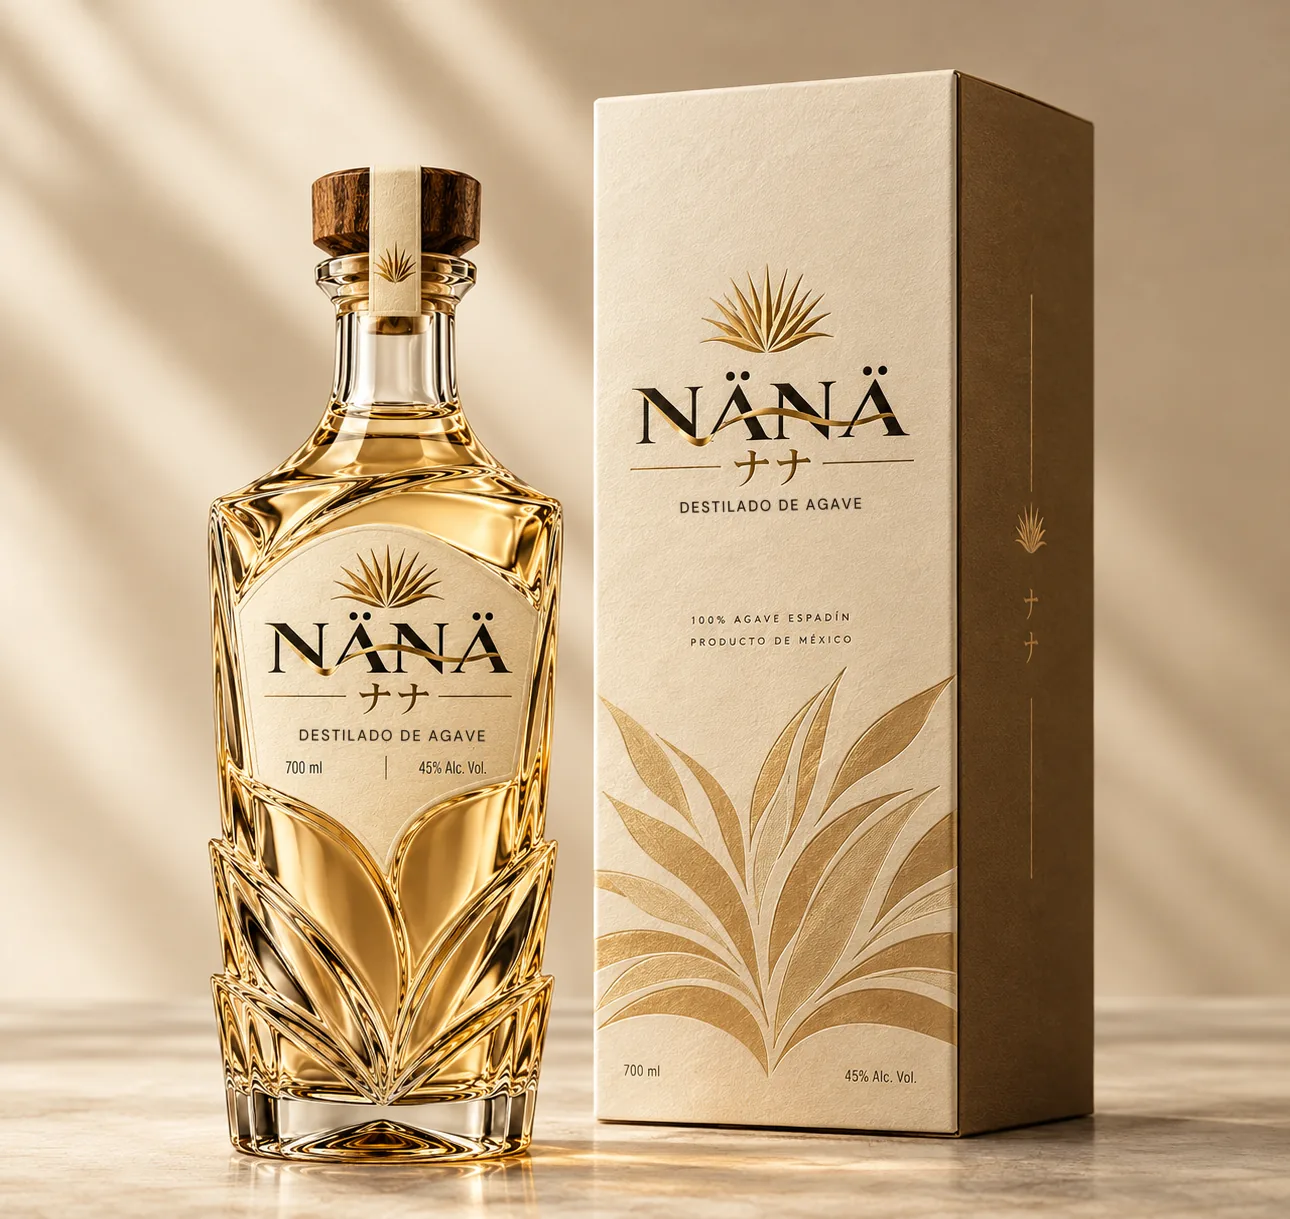 NÄNÄ
ナナ
DESTILADO DE AGAVE
700 ml
45% Alc. Vol.
NÄNÄ
ナナ
DESTILADO DE AGAVE
100% AGAVE ESPADÍN
PRODUCTO DE MÉXICO
700 ml
45% Alc. Vol.
ナナ